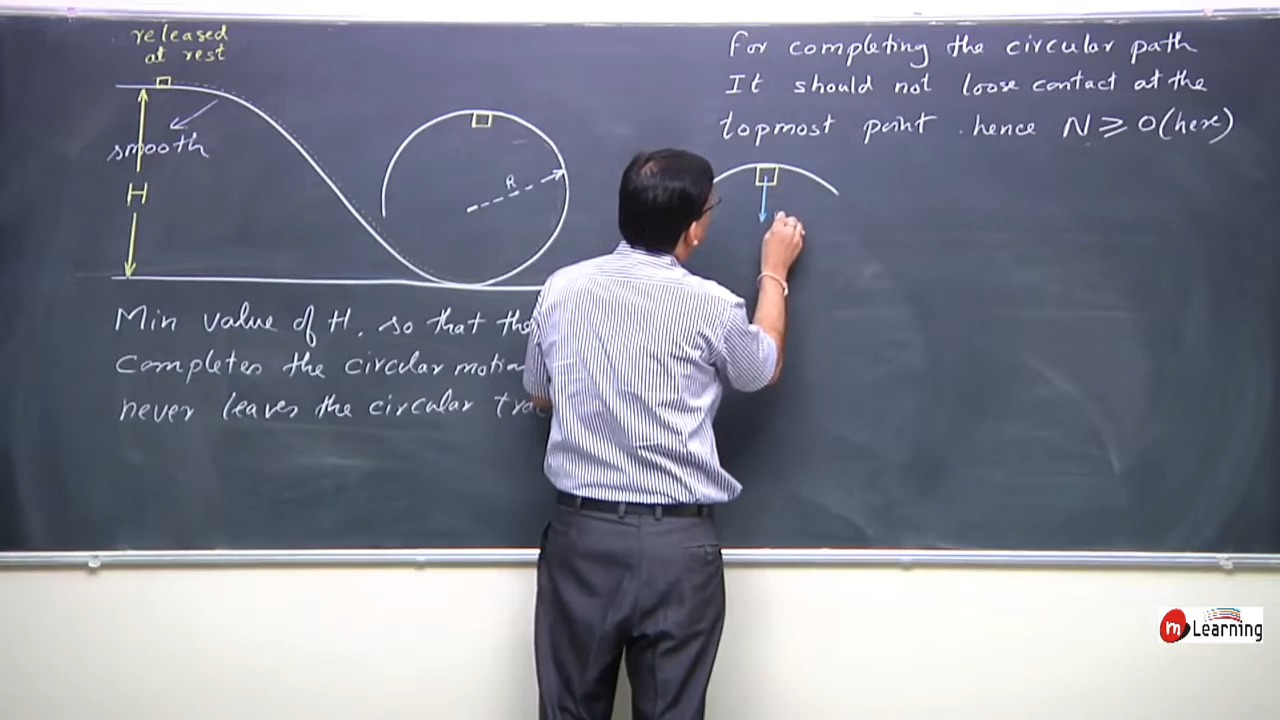 released
at rest
smooth
H
R
Min value of H, so that the
completes the circular motion
never leaves the circular
for completing the circular path
It should not loose contact at the
topmost point . hence N ≥ 0 (here)
m Learning